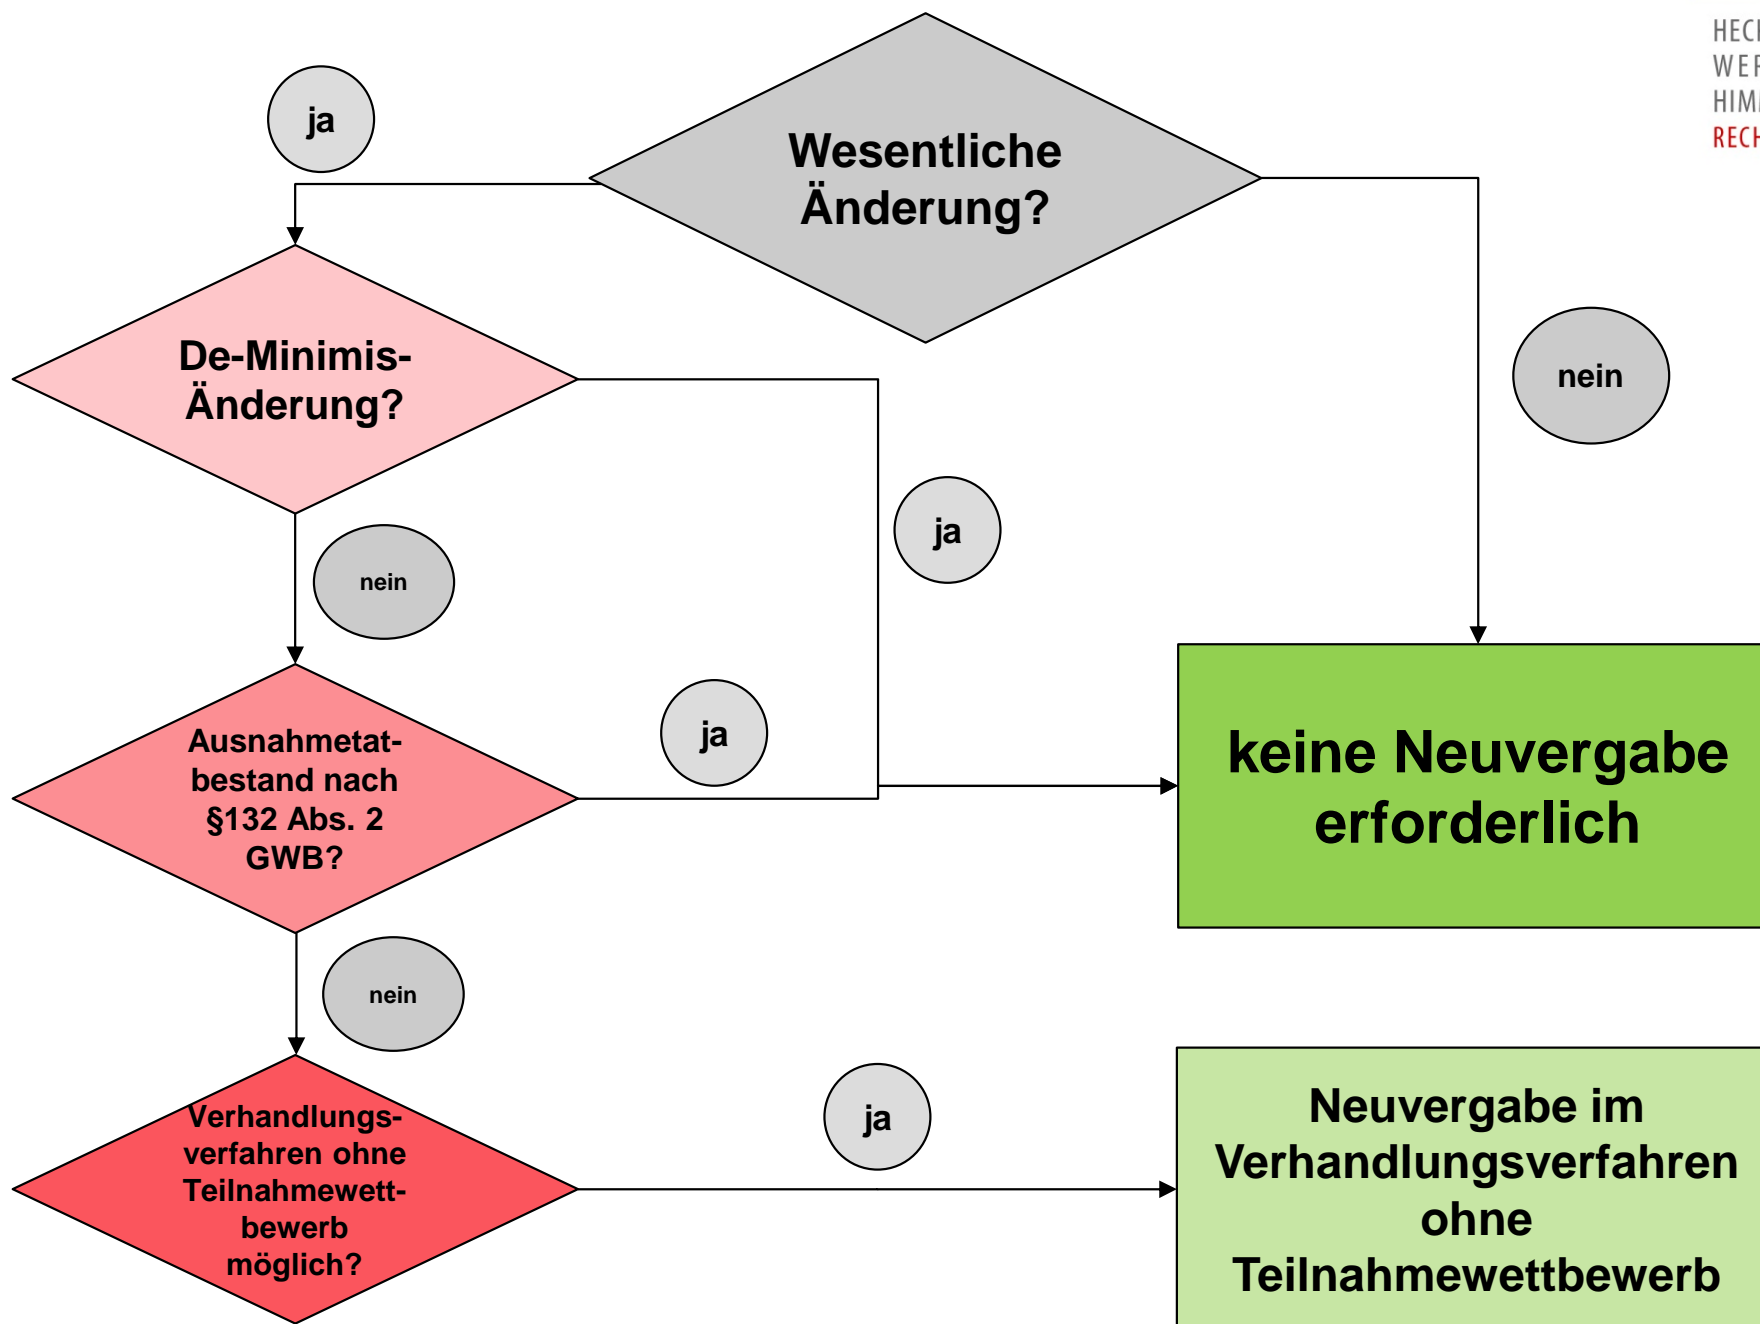 ja
Wesentliche
Änderung?
De-Minimis-
Änderung?
nein
ja
nein
Ausnahmetat-
bestand nach
§132 Abs. 2
GWB?
ja
keine Neuvergabe
erforderlich
nein
Verhandlungs-
verfahren ohne
Teilnahmewett-
bewerb
möglich?
ja
Neuvergabe im
Verhandlungsverfahren
ohne
Teilnahmewettbewerb